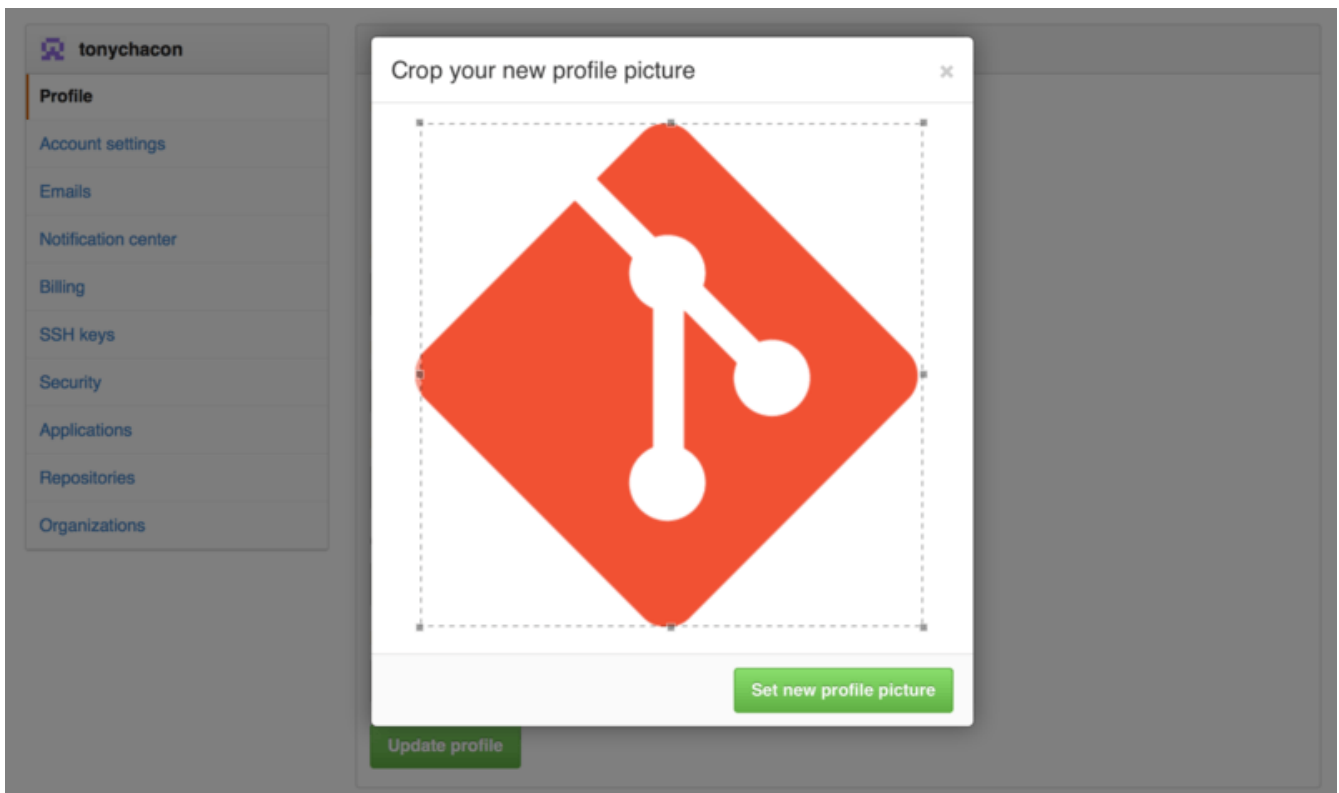 tonychacon
Profile
Account settings
Emails
Notification center
Billing
SSH keys
Security
Applications
Repositories
Organizations
Crop your new profile picture
×
Set new profile picture
Update profile